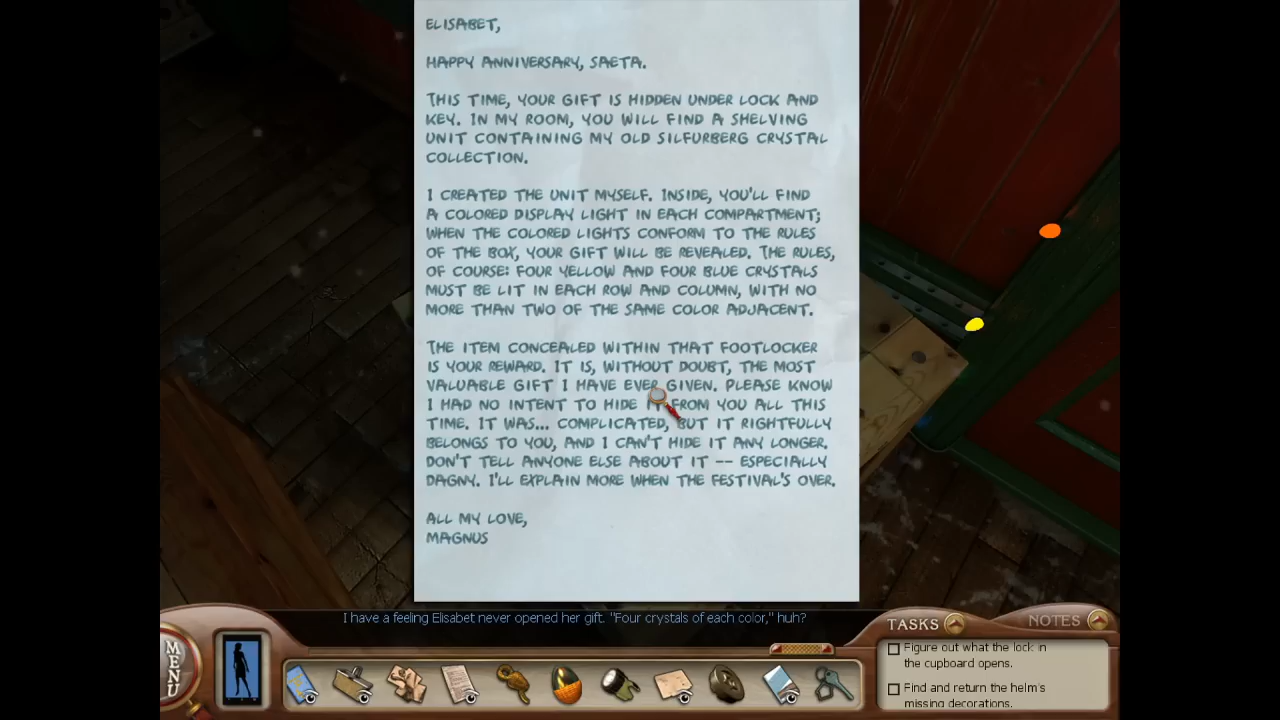 ELISABET,
HAPPY ANNIVERSARY, SAETA.
THIS TIME, YOUR GIFT IS HIDDEN UNDER LOCK AND
KEY. IN MY ROOM, YOU WILL FIND A SHELVING
UNIT CONTAINING MY OLD SILFURBERG CRYSTAL
COLLECTION.
I CREATED THE UNIT MYSELF. INSIDE, YOU'LL FIND
A COLORED DISPLAY LIGHT IN EACH COMPARTMENT;
WHEN THE COLORED LIGHTS CONFORM TO THE RULES
OF THE BOX, YOUR GIFT WILL BE REVEALED. THE RULES,
OF COURSE: FOUR YELLOW AND FOUR BLUE CRYSTALS
MUST BE LIT IN EACH ROW AND COLUMN, WITH NO
MORE THAN TWO OF THE SAME COLOR ADJACENT.
THE ITEM CONCEALED WITHIN THAT FOOTLOCKER
IS YOUR REWARD. IT IS, WITHOUT DOUBT, THE MOST
VALUABLE GIFT I HAVE EVER GIVEN. PLEASE KNOW
I HAD NO INTENT TO HIDE IT FROM YOU ALL THIS
TIME. IT WAS... COMPLICATED, BUT IT RIGHTFULLY
BELONGS TO YOU, AND I CAN'T HIDE IT ANY LONGER.
DON'T TELL ANYONE ELSE ABOUT IT -- ESPECIALLY
DAGNY. I'LL EXPLAIN MORE WHEN THE FESTIVAL'S OVER.
ALL MY LOVE,
MAGNUS
I have a feeling Elisabet never opened her gift. "Four crystals of each color," huh?
MENU
TASKS
NOTES
Figure out what the lock in
the cupboard opens.
Find and return the helm's
missing decorations.